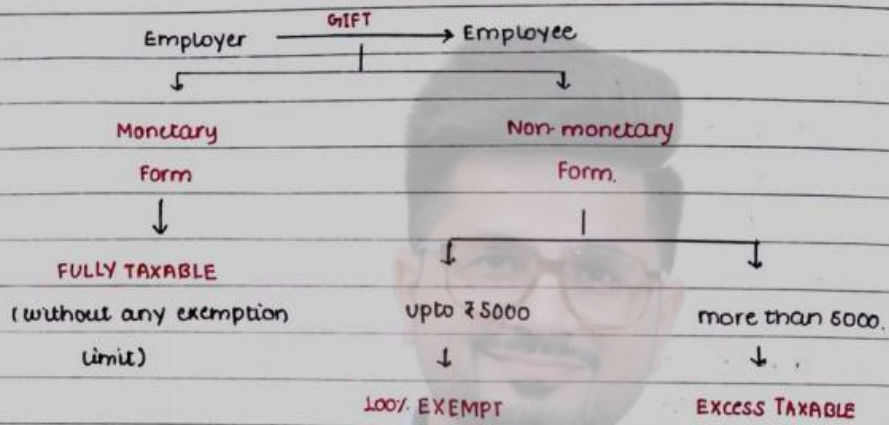 GIFT
Employer → Employee
Monetary Non-monetary
Form Form.
FULLY TAXABLE
(without any exemption upto ₹5000 more than 5000.
limit)
100% EXEMPT EXCESS TAXABLE